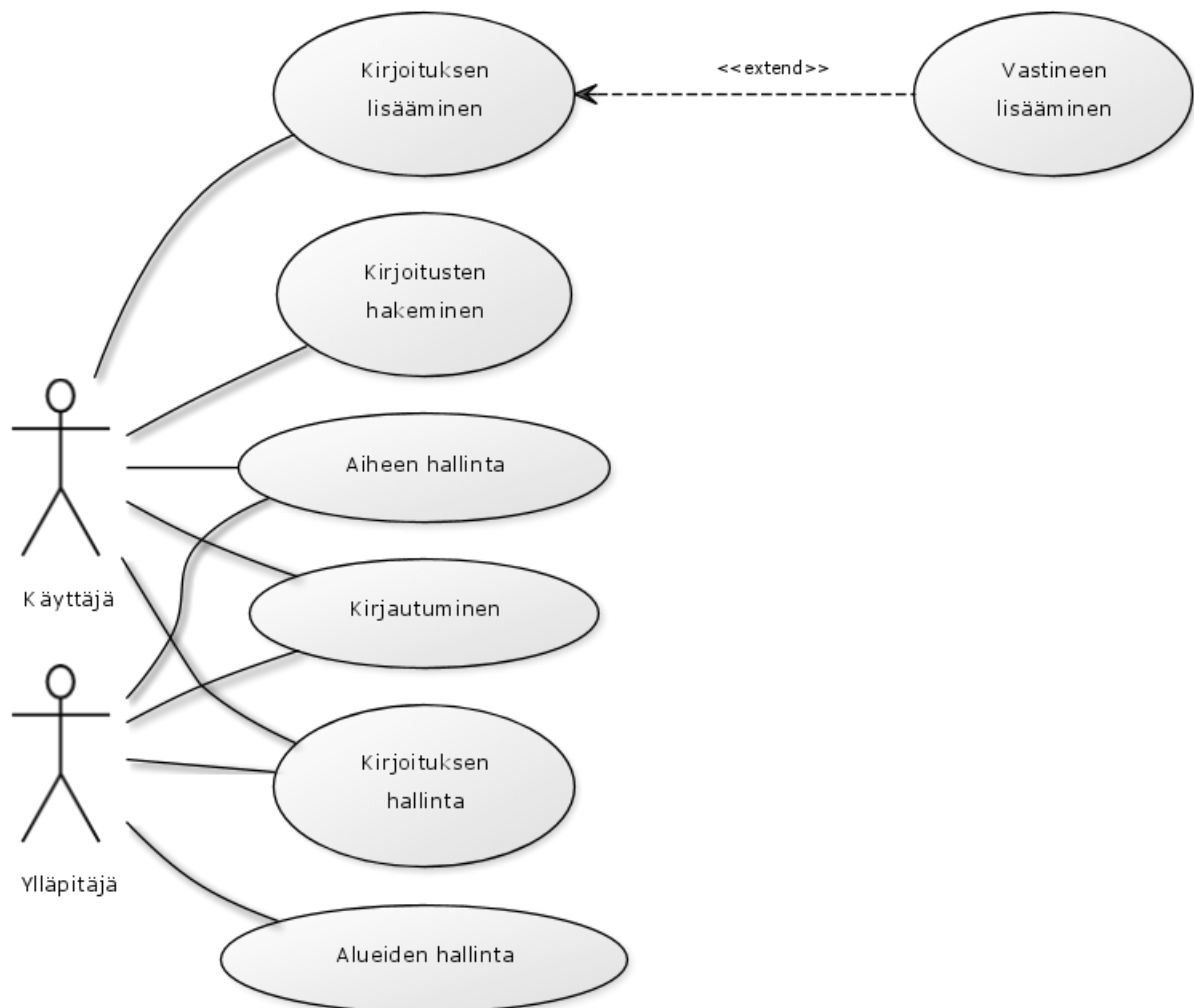 Kirjoituksen
lisääminen
<<extend>>
Vastineen
lisääminen
Kirjoitusten
hakeminen
Aiheen hallinta
Käyttäjä
Kirjautuminen
Kirjoituksen
hallinta
Ylläpitäjä
Alueiden hallinta